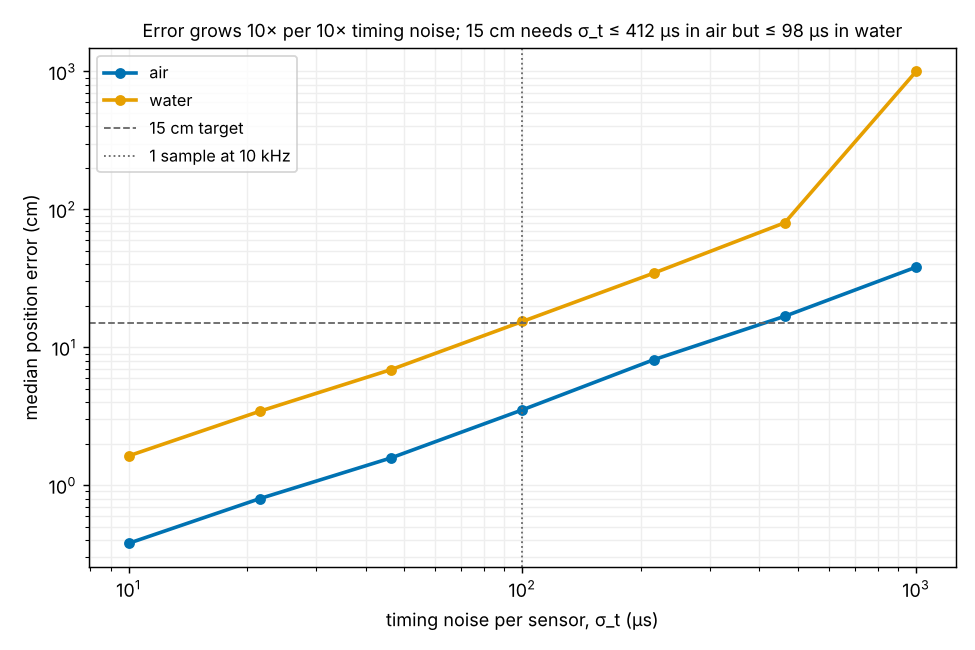 Error grows 10× per 10× timing noise; 15 cm needs σ_t ≤ 412 μs in air but ≤ 98 μs in water
air
water
15 cm target
1 sample at 10 kHz
median position error (cm)
10³
10²
10¹
10⁰
10¹
10²
10³
timing noise per sensor, σ_t (μs)